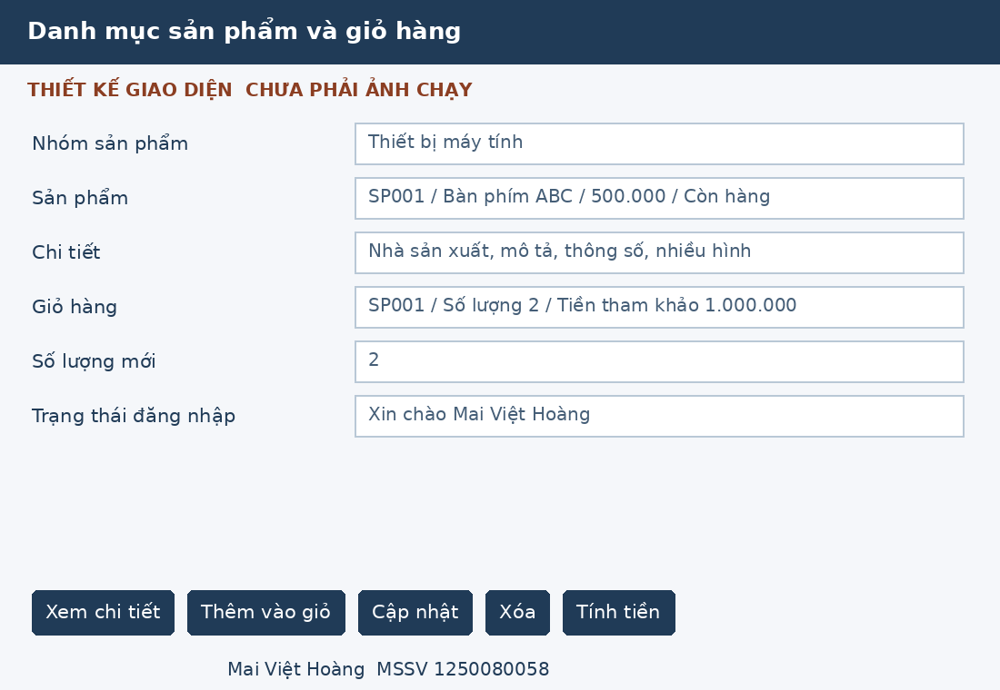 Danh mục sản phẩm và giỏ hàng
THIẾT KẾ GIAO DIỆN  CHƯA PHẢI ẢNH CHẠY
Nhóm sản phẩm  Thiết bị máy tính
Sản phẩm  SP001 / Bàn phím ABC / 500.000 / Còn hàng
Chi tiết  Nhà sản xuất, mô tả, thông số, nhiều hình
Giỏ hàng  SP001 / Số lượng 2 / Tiền tham khảo 1.000.000
Số lượng mới  2
Trạng thái đăng nhập  Xin chào Mai Việt Hoàng
Xem chi tiết  Thêm vào giỏ  Cập nhật  Xóa  Tính tiền
Mai Việt Hoàng  MSSV 1250080058